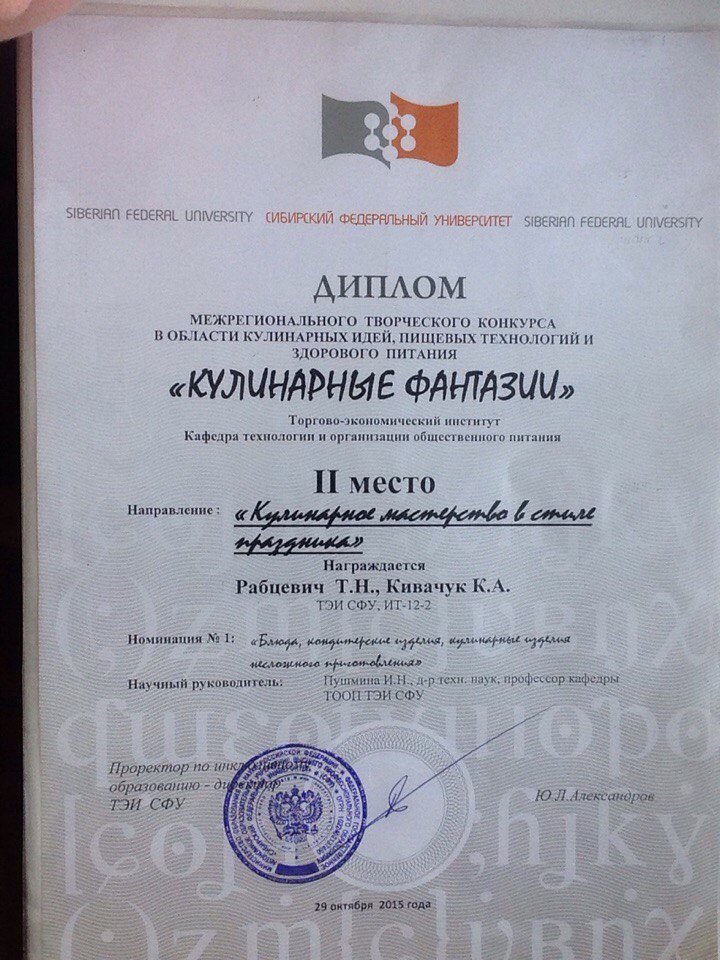 SIBERIAN FEDERAL UNIVERSITY СИБИРСКИЙ ФЕДЕРАЛЬНЫЙ УНИВЕРСИТЕТ SIBERIAN FEDERAL UNIVERSITY
ДИПЛОМ
МЕЖРЕГИОНАЛЬНОГО ТВОРЧЕСКОГО КОНКУРСА
В ОБЛАСТИ КУЛИНАРНЫХ ИДЕЙ, ПИЩЕВЫХ ТЕХНОЛОГИЙ И
ЗДОРОВОГО ПИТАНИЯ
«КУЛИНАРНЫЕ ФАНТАЗИИ»
Торгово-экономический институт
Кафедра технологии и организации общественного питания
II место
Направление : «Кулинарное мастерство в стиле
праздника»
Награждается
Рабцевич Т.Н., Кивачук К.А.
ТЭИ СФУ, ИТ-12-2
Номинация № 1: «Блюда, кондитерские изделия, кулинарные изделия
несложного приготовления»
Научный руководитель: Пушмина И.Н., д-р техн. наук, профессор кафедры
ТООП ТЭИ СФУ
Проректор по
образованию - директор
ТЭИ СФУ
Ю.Л.Александров
29 октября 2015 года